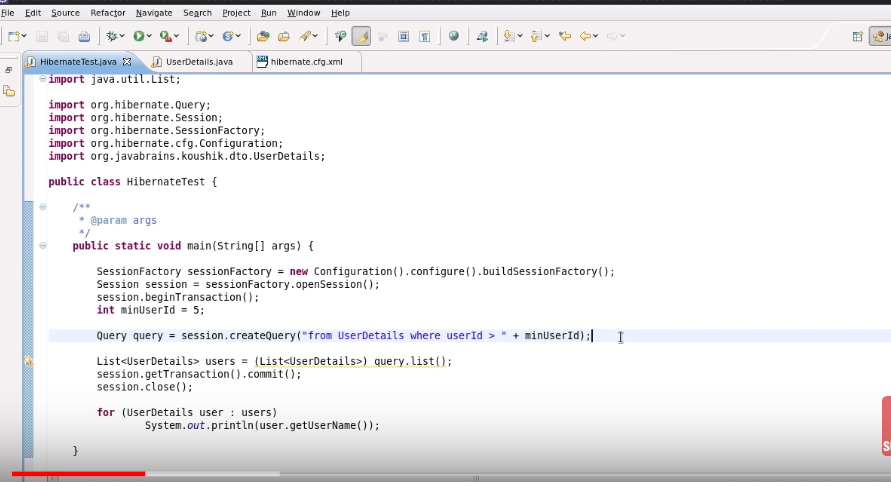 File Edit Source Refactor Navigate Search Project Run Window Help
HibernateTest.java UserDetails.java hibernate.cfg.xml
import java.util.List;
import org.hibernate.Query;
import org.hibernate.Session;
import org.hibernate.SessionFactory;
import org.hibernate.cfg.Configuration;
import org.javabrains.koushik.dto.UserDetails;
public class HibernateTest {
/**
* @param args
*/
public static void main(String[] args) {
SessionFactory sessionFactory = new Configuration().configure().buildSessionFactory();
Session session = sessionFactory.openSession();
session.beginTransaction();
int minUserId = 5;
Query query = session.createQuery("from UserDetails where userId > " + minUserId);
List<UserDetails> users = (List<UserDetails>) query.list();
session.getTransaction().commit();
session.close();
for (UserDetails user : users)
System.out.println(user.getUserName());
}